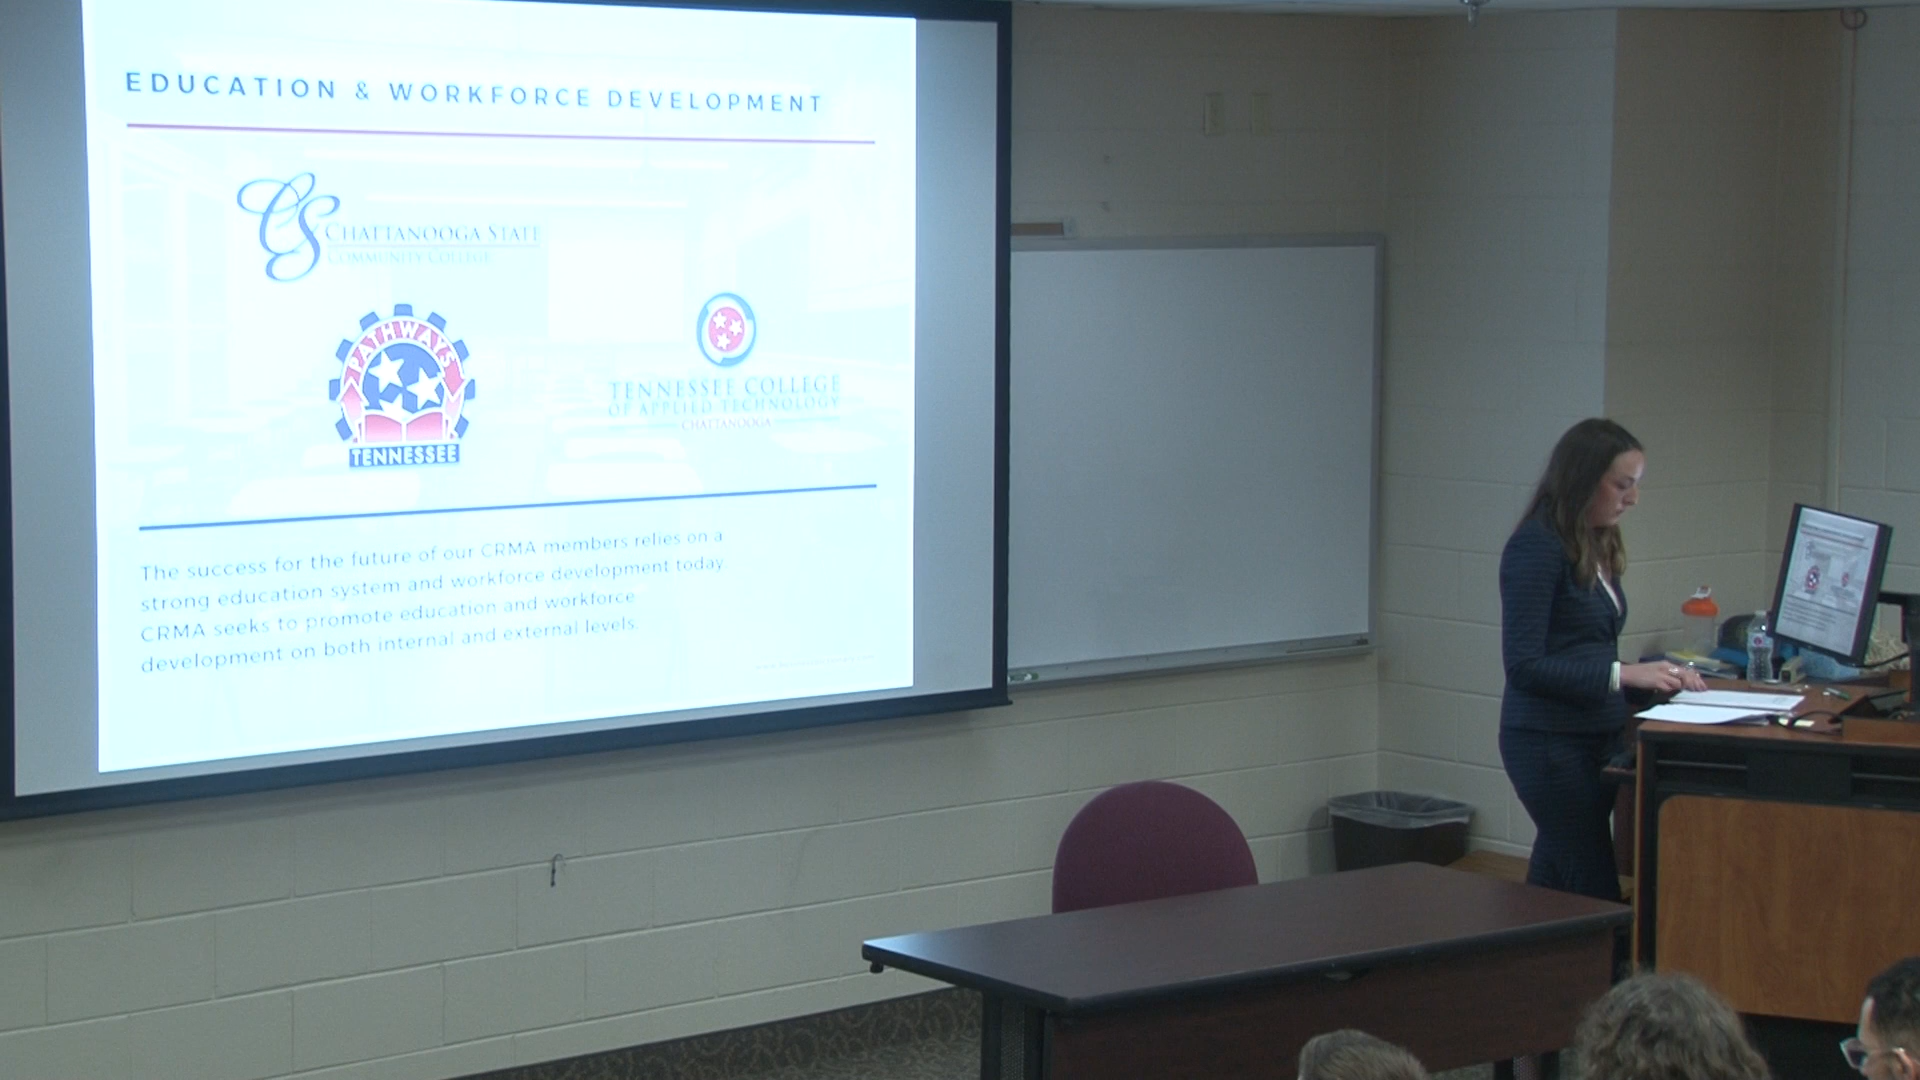 EDUCATION & WORKFORCE DEVELOPMENT
CS
CHATTANOOGA STATE
COMMUNITY COLLEGE
PATHWAYS
TENNESSEE
TENNESSEE COLLEGE
OF APPLIED TECHNOLOGY
CHATTANOOGA
The success for the future of our CRMA members relies on a
strong education system and workforce development today.
CRMA seeks to promote education and workforce
development on both internal and external levels.